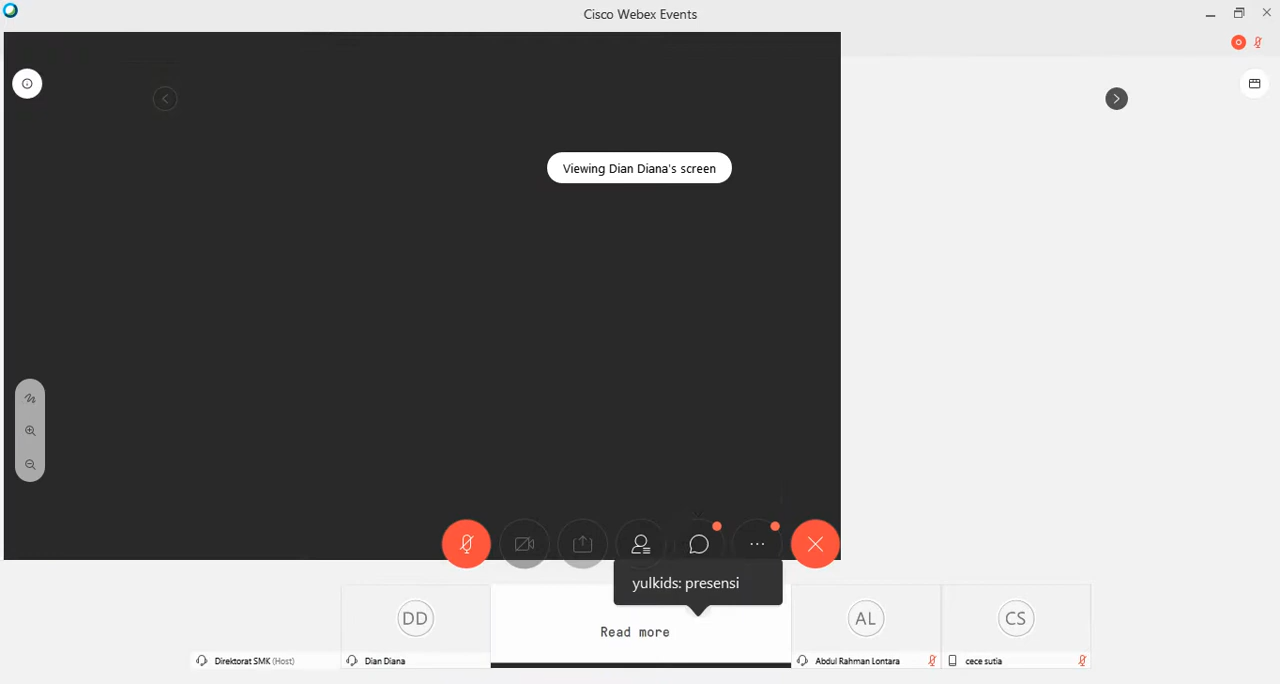 Cisco Webex Events
Viewing Dian Diana's screen
yulkids: presensi
DD
Read more
AL
CS
Direktorat SMK (Host)
Dian Diana
Abdul Rahman Lontara
cece sutia